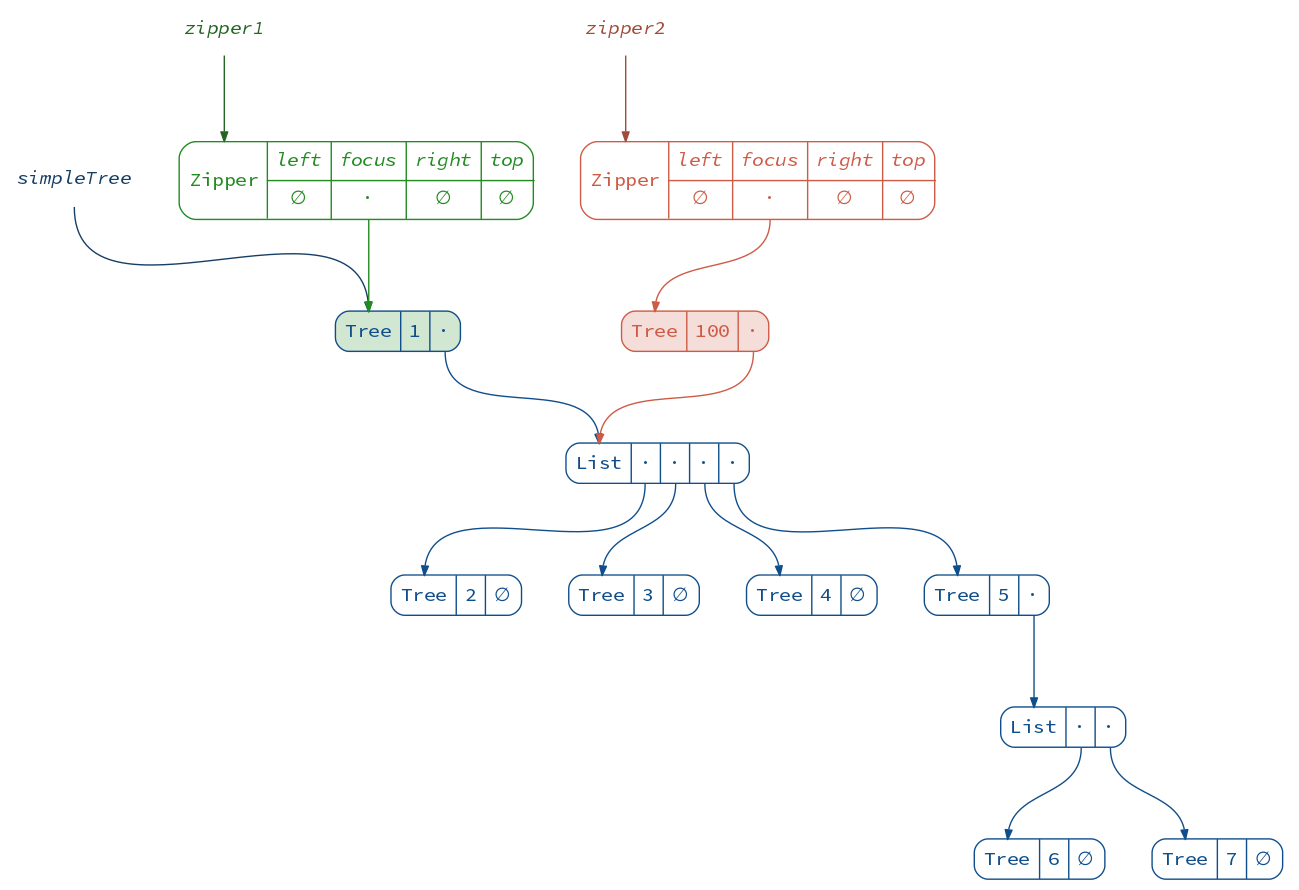 zipper1 zipper2
left focus right top left focus right top
simpleTree Zipper Zipper
∅ · ∅ ∅ ∅ · ∅ ∅
Tree 1 · Tree 100 ·
List · · · ·
Tree 2 ∅ Tree 3 ∅ Tree 4 ∅ Tree 5 ·
List · ·
Tree 6 ∅ Tree 7 ∅